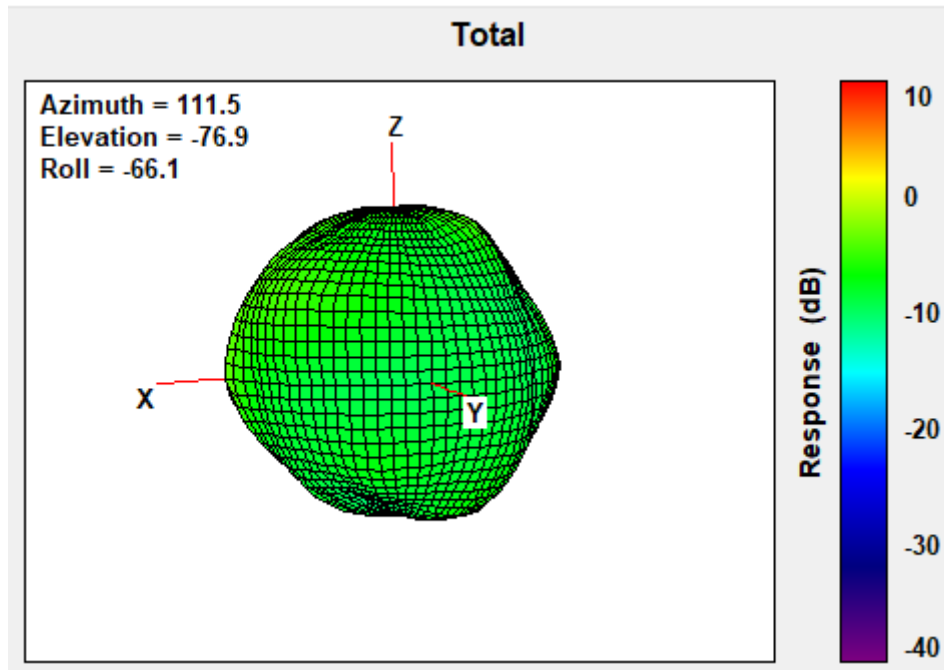 Total
Azimuth = 111.5
Elevation = -76.9
Roll = -66.1
Z
X
Y
10
0
-10
-20
-30
-40
Response (dB)